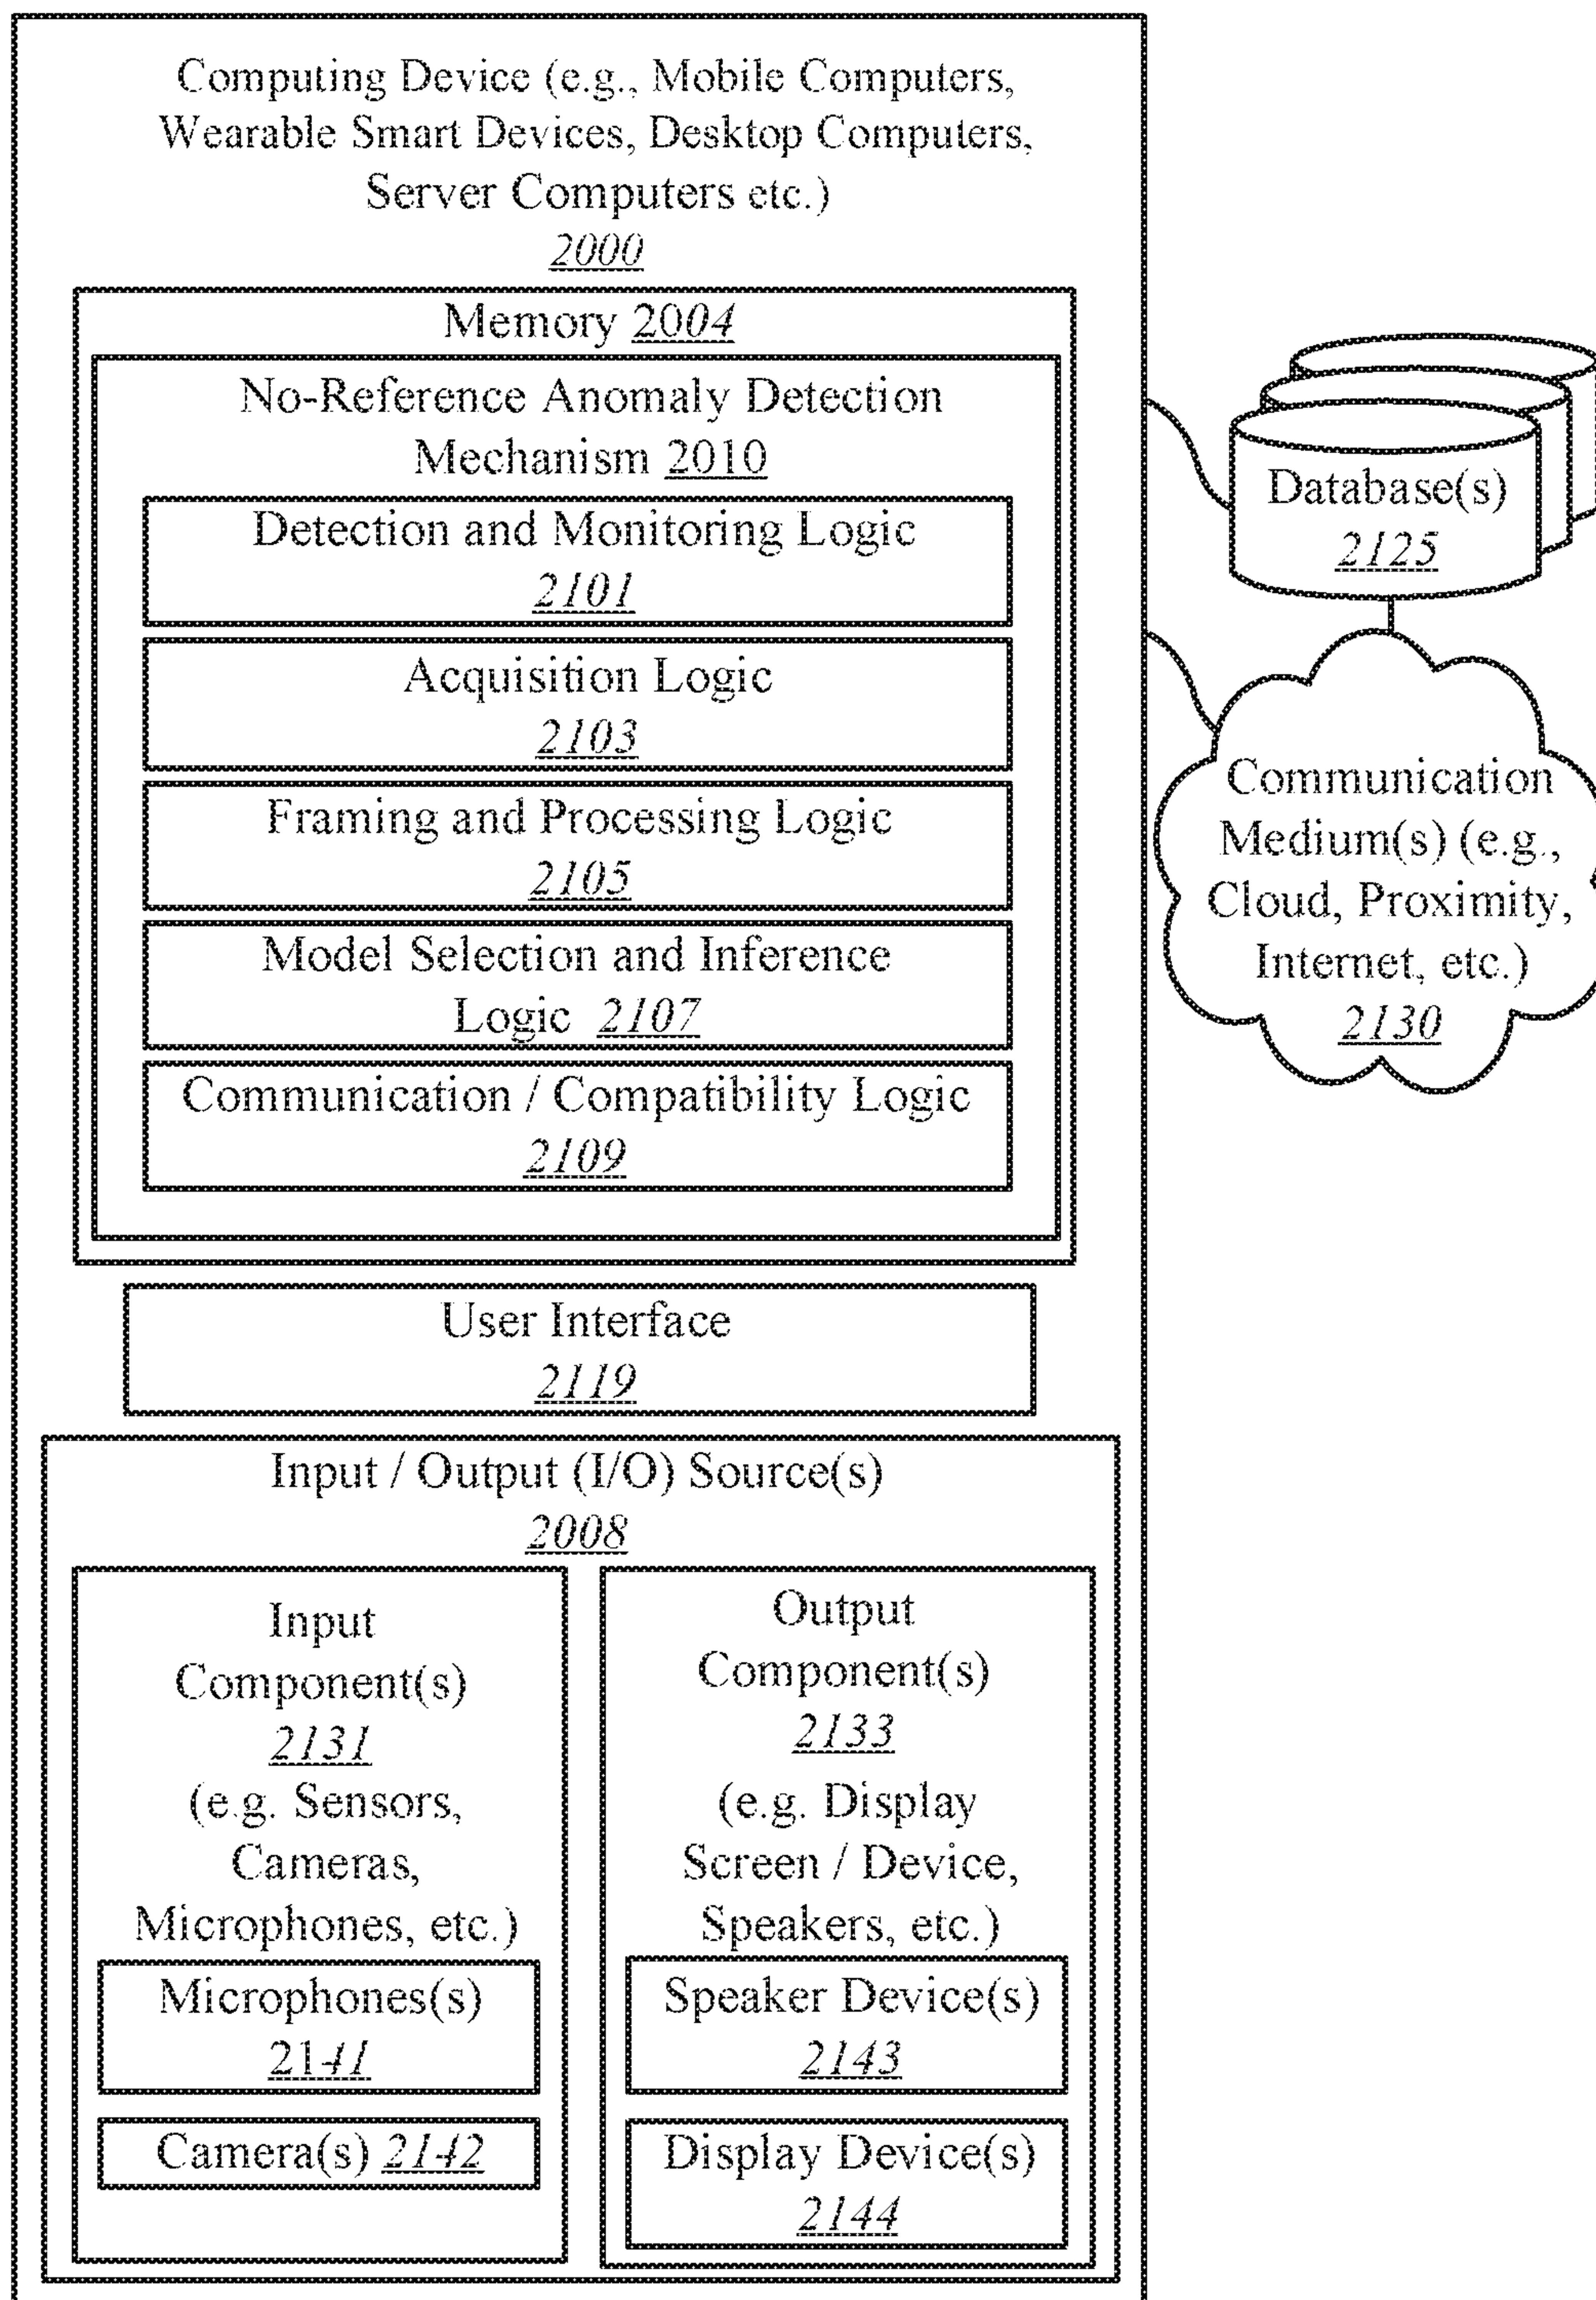 Computing Device (e.g., Mobile Computers,
Wearable Smart Devices, Desktop Computers,
Server Computers etc.)
2000
Memory 2004
No-Reference Anomaly Detection
Mechanism 2010
Detection and Monitoring Logic
2101
Acquisition Logic
2103
Framing and Processing Logic
2105
Model Selection and Inference
Logic 2107
Communication / Compatibility Logic
2109
User Interface
2119
Input / Output (I/O) Source(s)
2008
Input
Component(s)
2131
(e.g. Sensors,
Cameras,
Microphones, etc.)
Microphones(s)
2141
Camera(s) 2142
Output
Component(s)
2133
(e.g. Display
Screen / Device,
Speakers, etc.)
Speaker Device(s)
2143
Display Device(s)
2144
Database(s)
2125
Communication
Medium(s) (e.g.,
Cloud, Proximity,
Internet, etc.)
2130